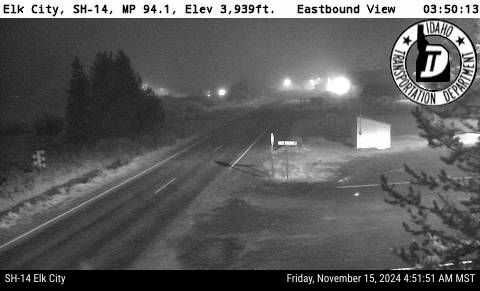 Elk City, SH-14, MP 94.1, Elev 3,939ft. Eastbound View 03:50:13
IDAHO
TRANSPORTATION DEPARTMENT
SH-14 Elk City Friday, November 15, 2024 4:51:51 AM MST